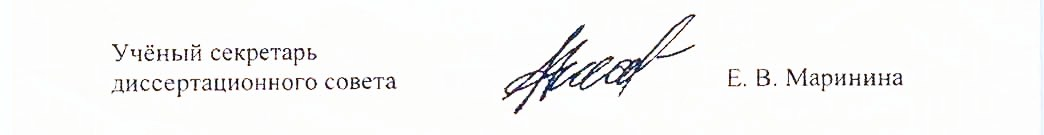 Учёный секретарь
диссертационного совета
Е. В. Маринина